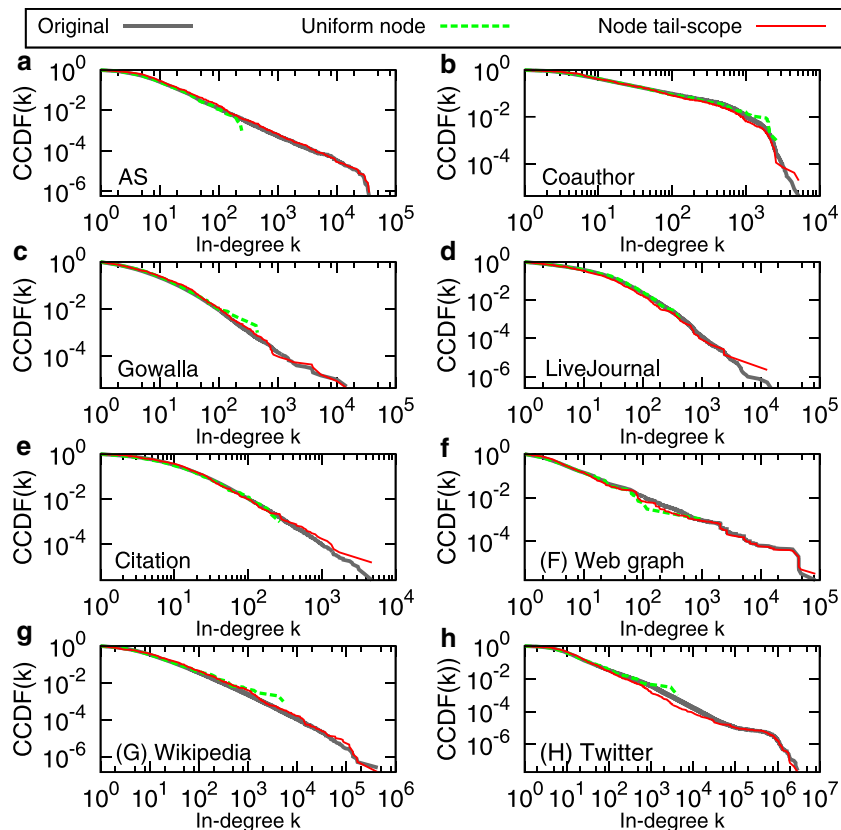 Original Uniform node Node tail-scope
a
CCDF(k)
10^0
10^-2
10^-4
10^-6
AS
10^0 10^1 10^2 10^3 10^4 10^5
In-degree k
b
CCDF(k)
10^0
10^-2
10^-4
Coauthor
10^0 10^1 10^2 10^3 10^4
In-degree k
c
CCDF(k)
10^0
10^-2
10^-4
Gowalla
10^0 10^1 10^2 10^3 10^4 10^5
In-degree k
d
CCDF(k)
10^0
10^-2
10^-4
10^-6
LiveJournal
10^0 10^1 10^2 10^3 10^4 10^5
In-degree k
e
CCDF(k)
10^0
10^-2
10^-4
Citation
10^0 10^1 10^2 10^3 10^4
In-degree k
f
CCDF(k)
10^0
10^-2
10^-4
(F) Web graph
10^0 10^1 10^2 10^3 10^4 10^5
In-degree k
g
CCDF(k)
10^0
10^-2
10^-4
10^-6
(G) Wikipedia
10^0 10^1 10^2 10^3 10^4 10^5 10^6
In-degree k
h
CCDF(k))
10^0
10^-2
10^-4
10^-6
(H) Twitter
10^0 10^1 10^2 10^3 10^4 10^5 10^6 10^7
In-degree k